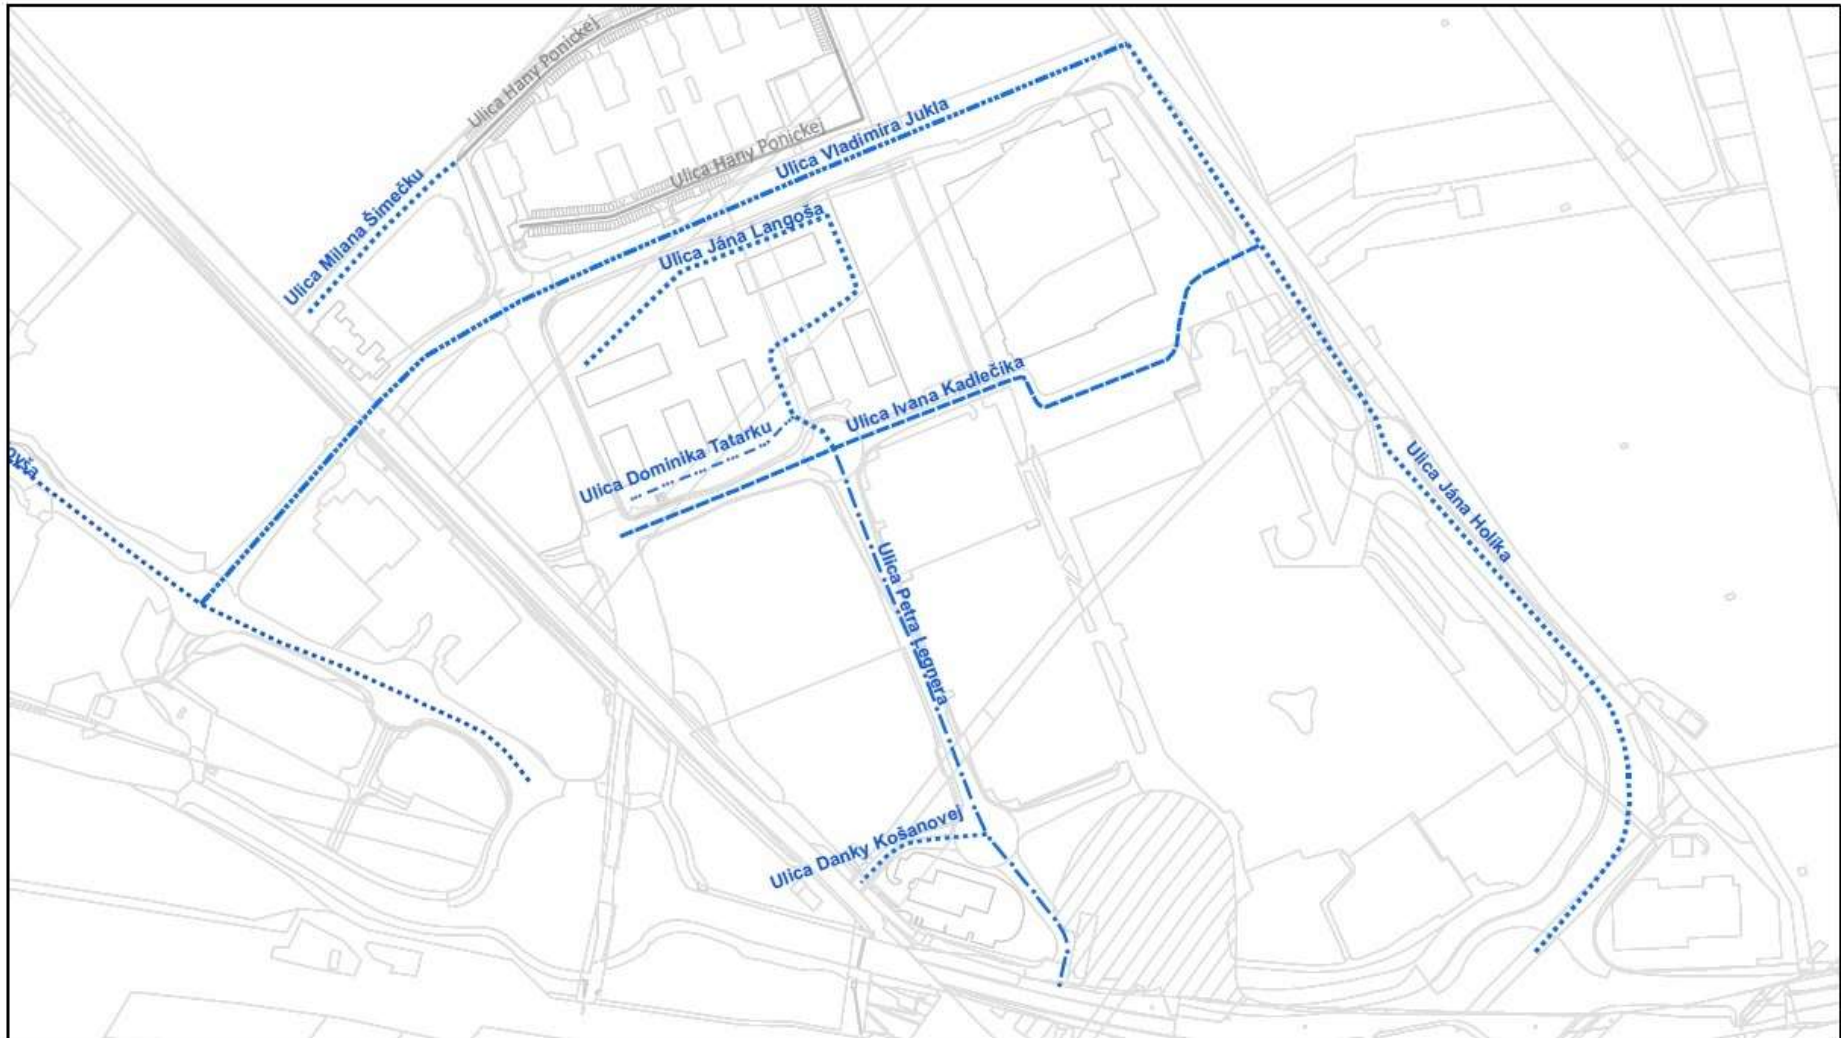 Ulica Hany Ponickej
Ulica Vladimíra Jukla
Ulica Hany Ponickej
Ulica Milana Šimečku
Ulica Jána Langoša
Ulica Ivana Kadlečíka
Ulica Dominika Tatarku
Ulica Jána Holíka
Ulica Petra Legnera
Ulica Danky Košanovej